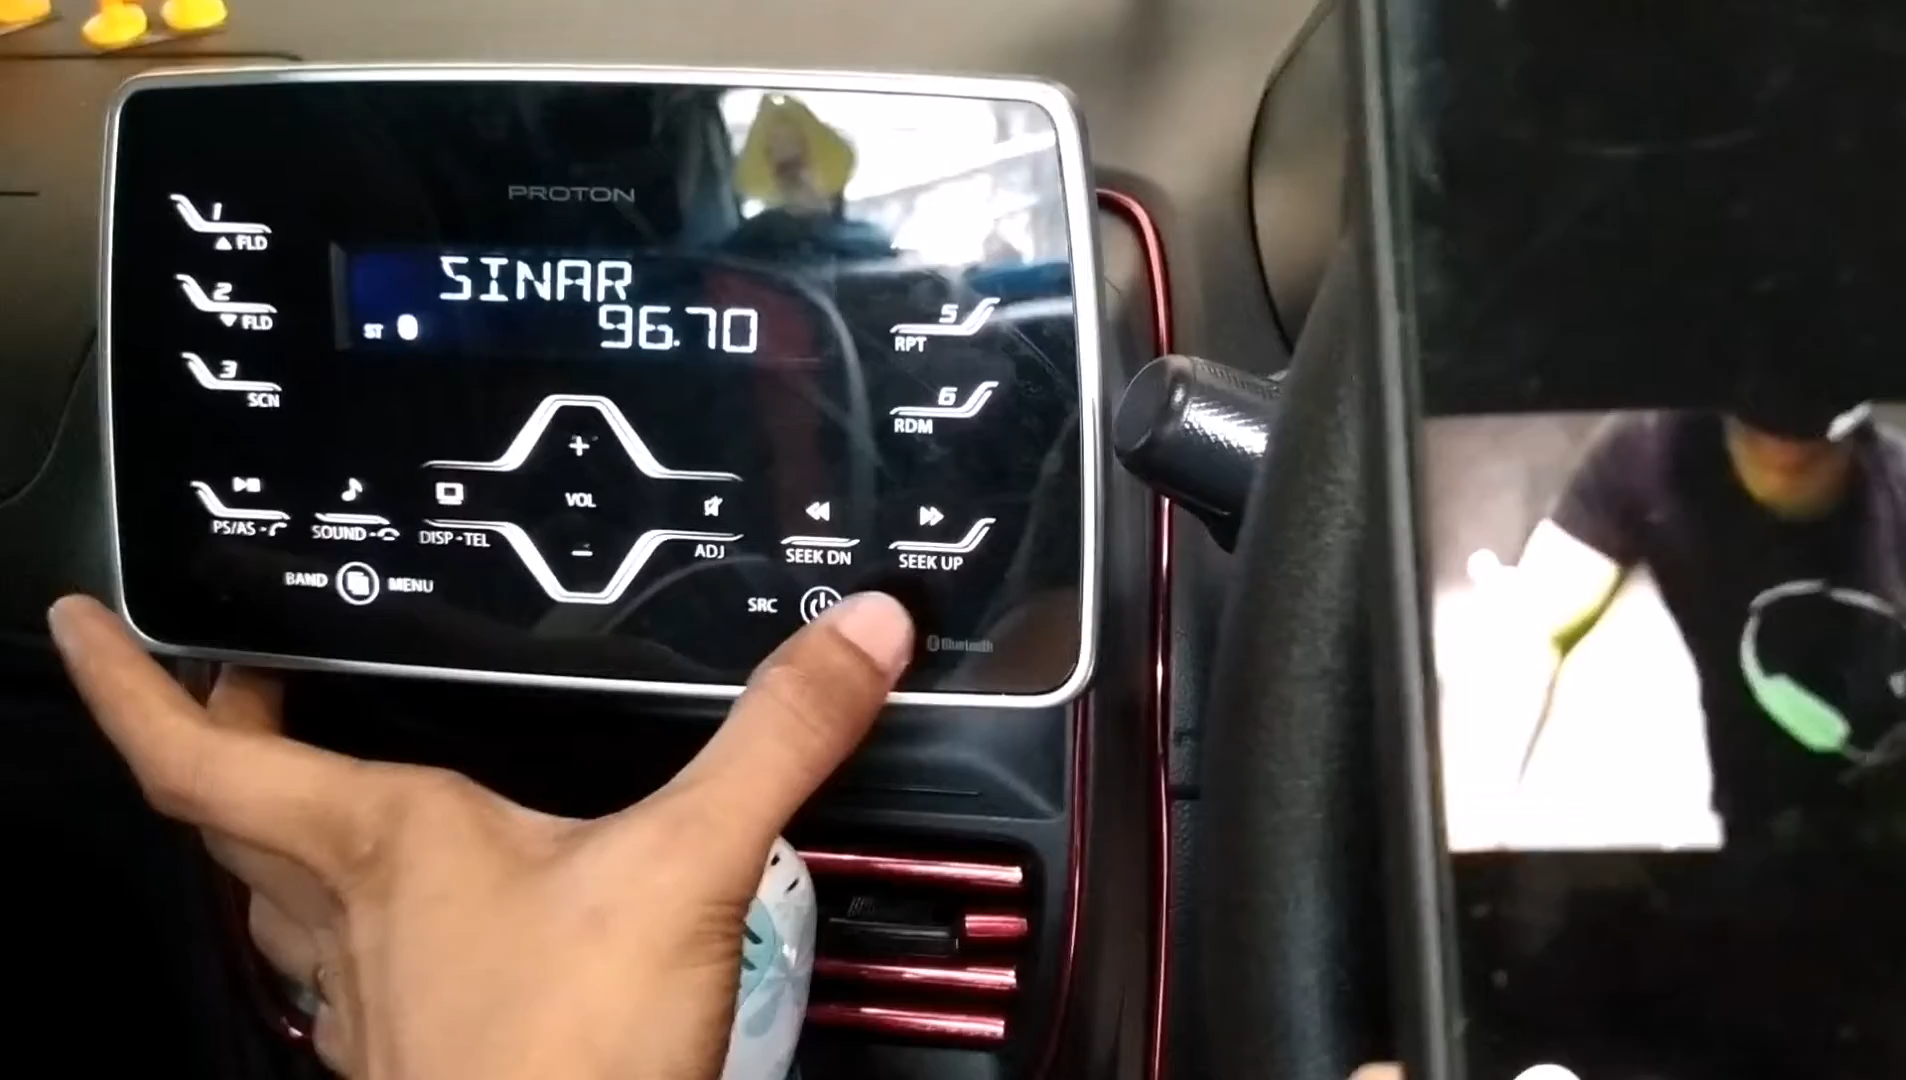 PROTON
1
▲ FLD
2
▼ FLD
3
SCN
SINAR
ST 96.70
5
RPT
6
RDM
+
VOL
−
PS/AS -
SOUND -
DISP - TEL
ADJ
SEEK DN
SEEK UP
BAND MENU
SRC
Bluetooth